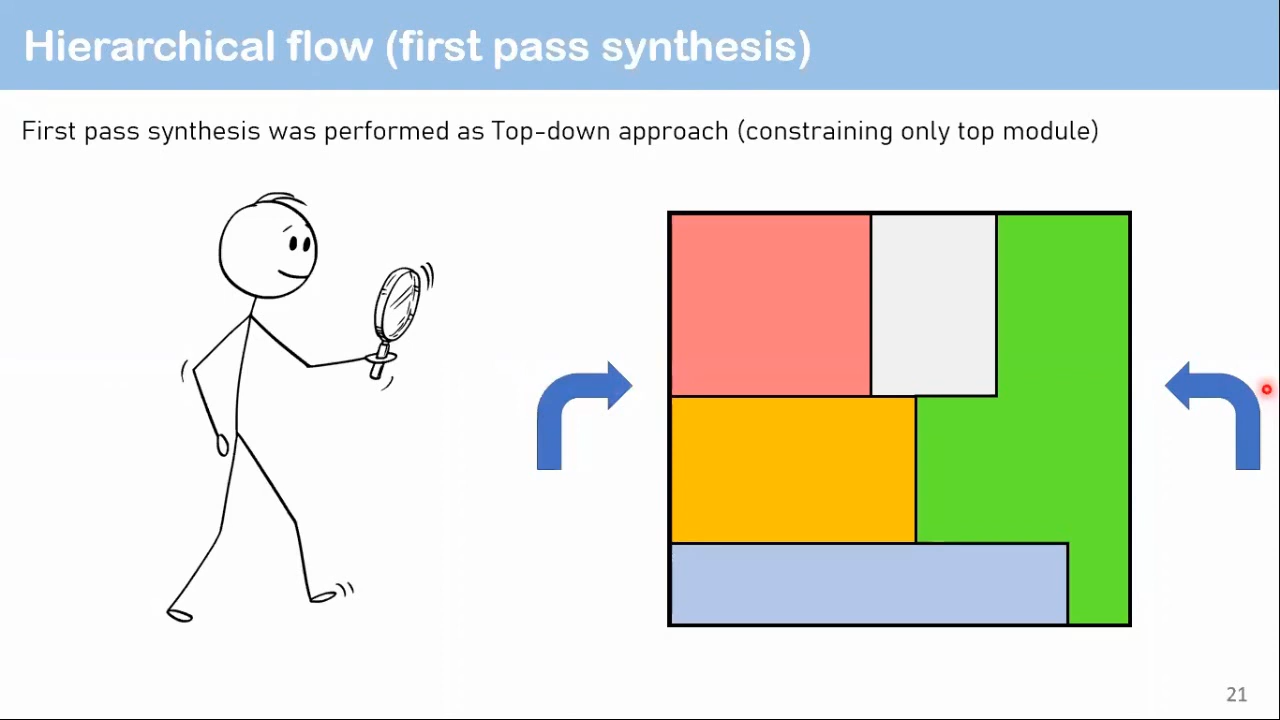 Hierarchical flow (first pass synthesis)
First pass synthesis was performed as Top-down approach (constraining only top module)
21